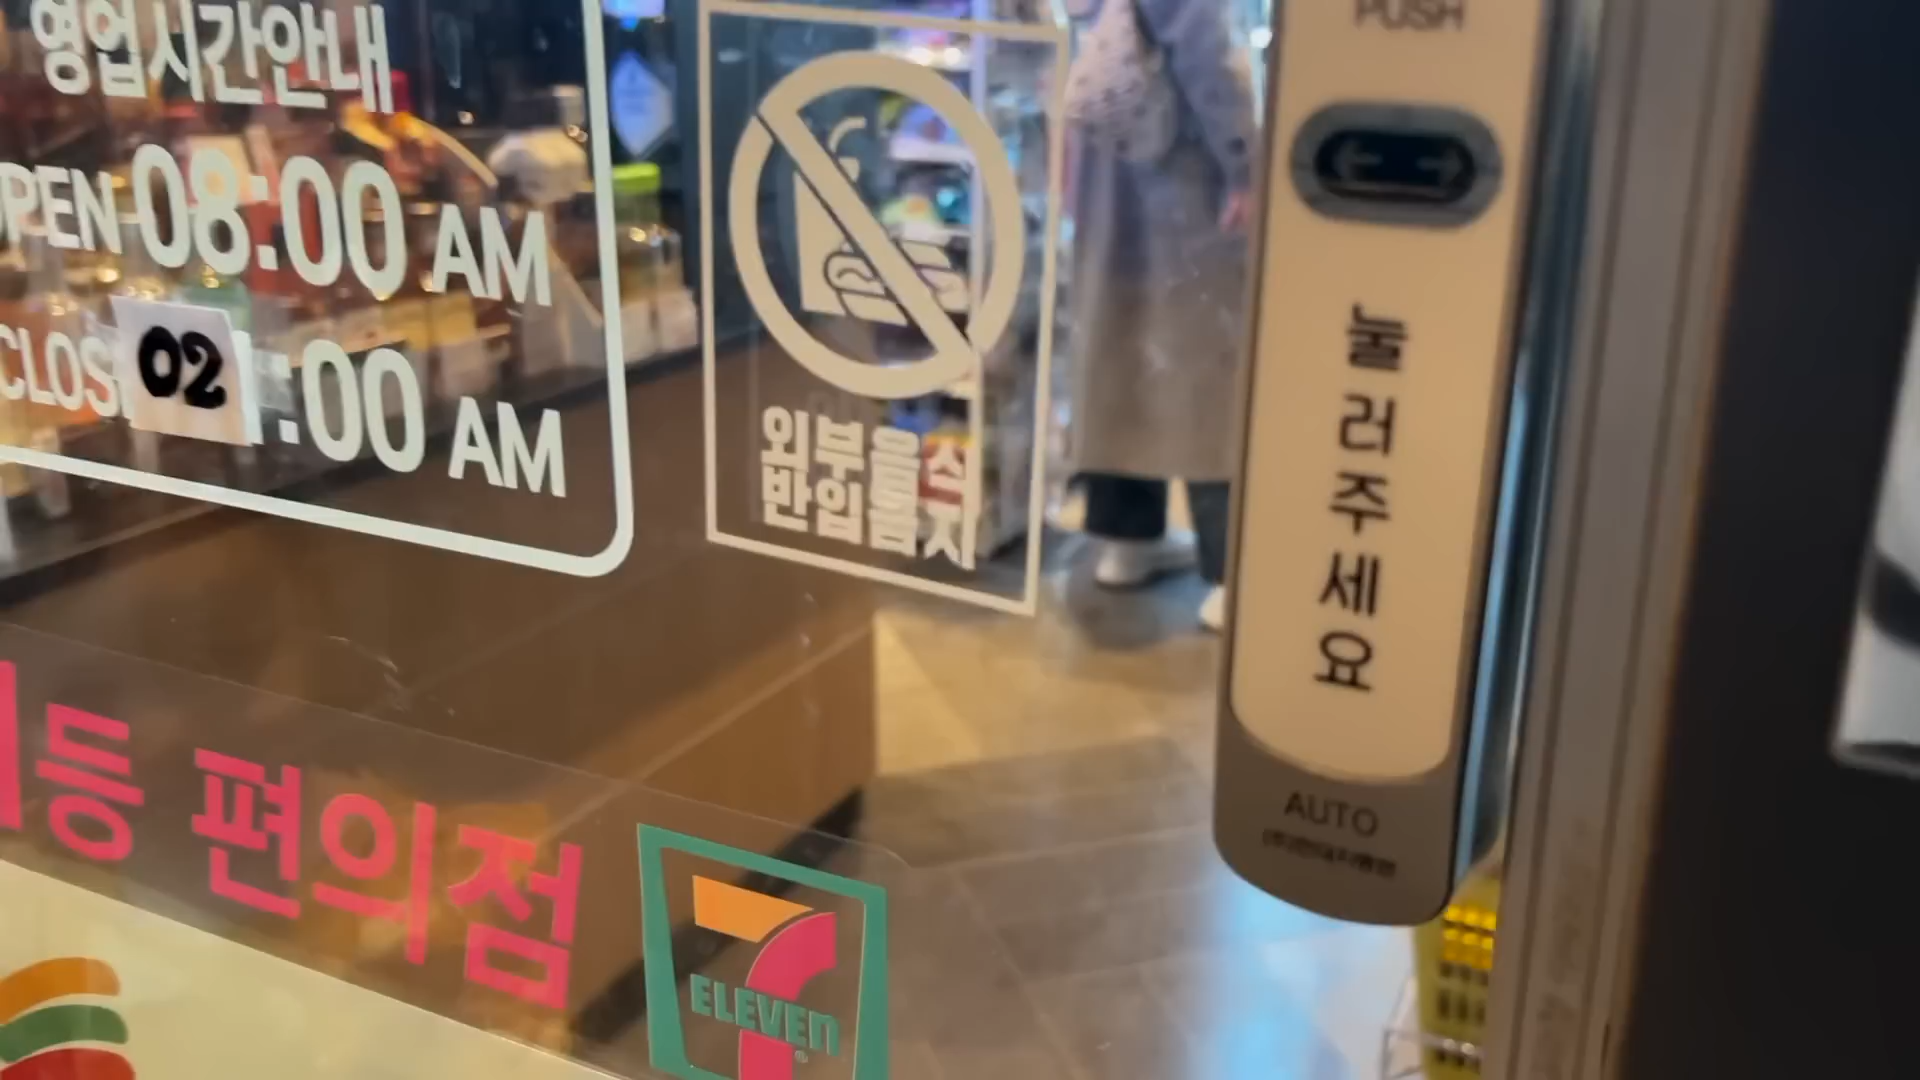 영업시간안내
OPEN 08:00 AM
CLOS 02 :00 AM
외부음식
반입금지
등 편의점
ELEVEN
PUSH
눌러주세요
AUTO